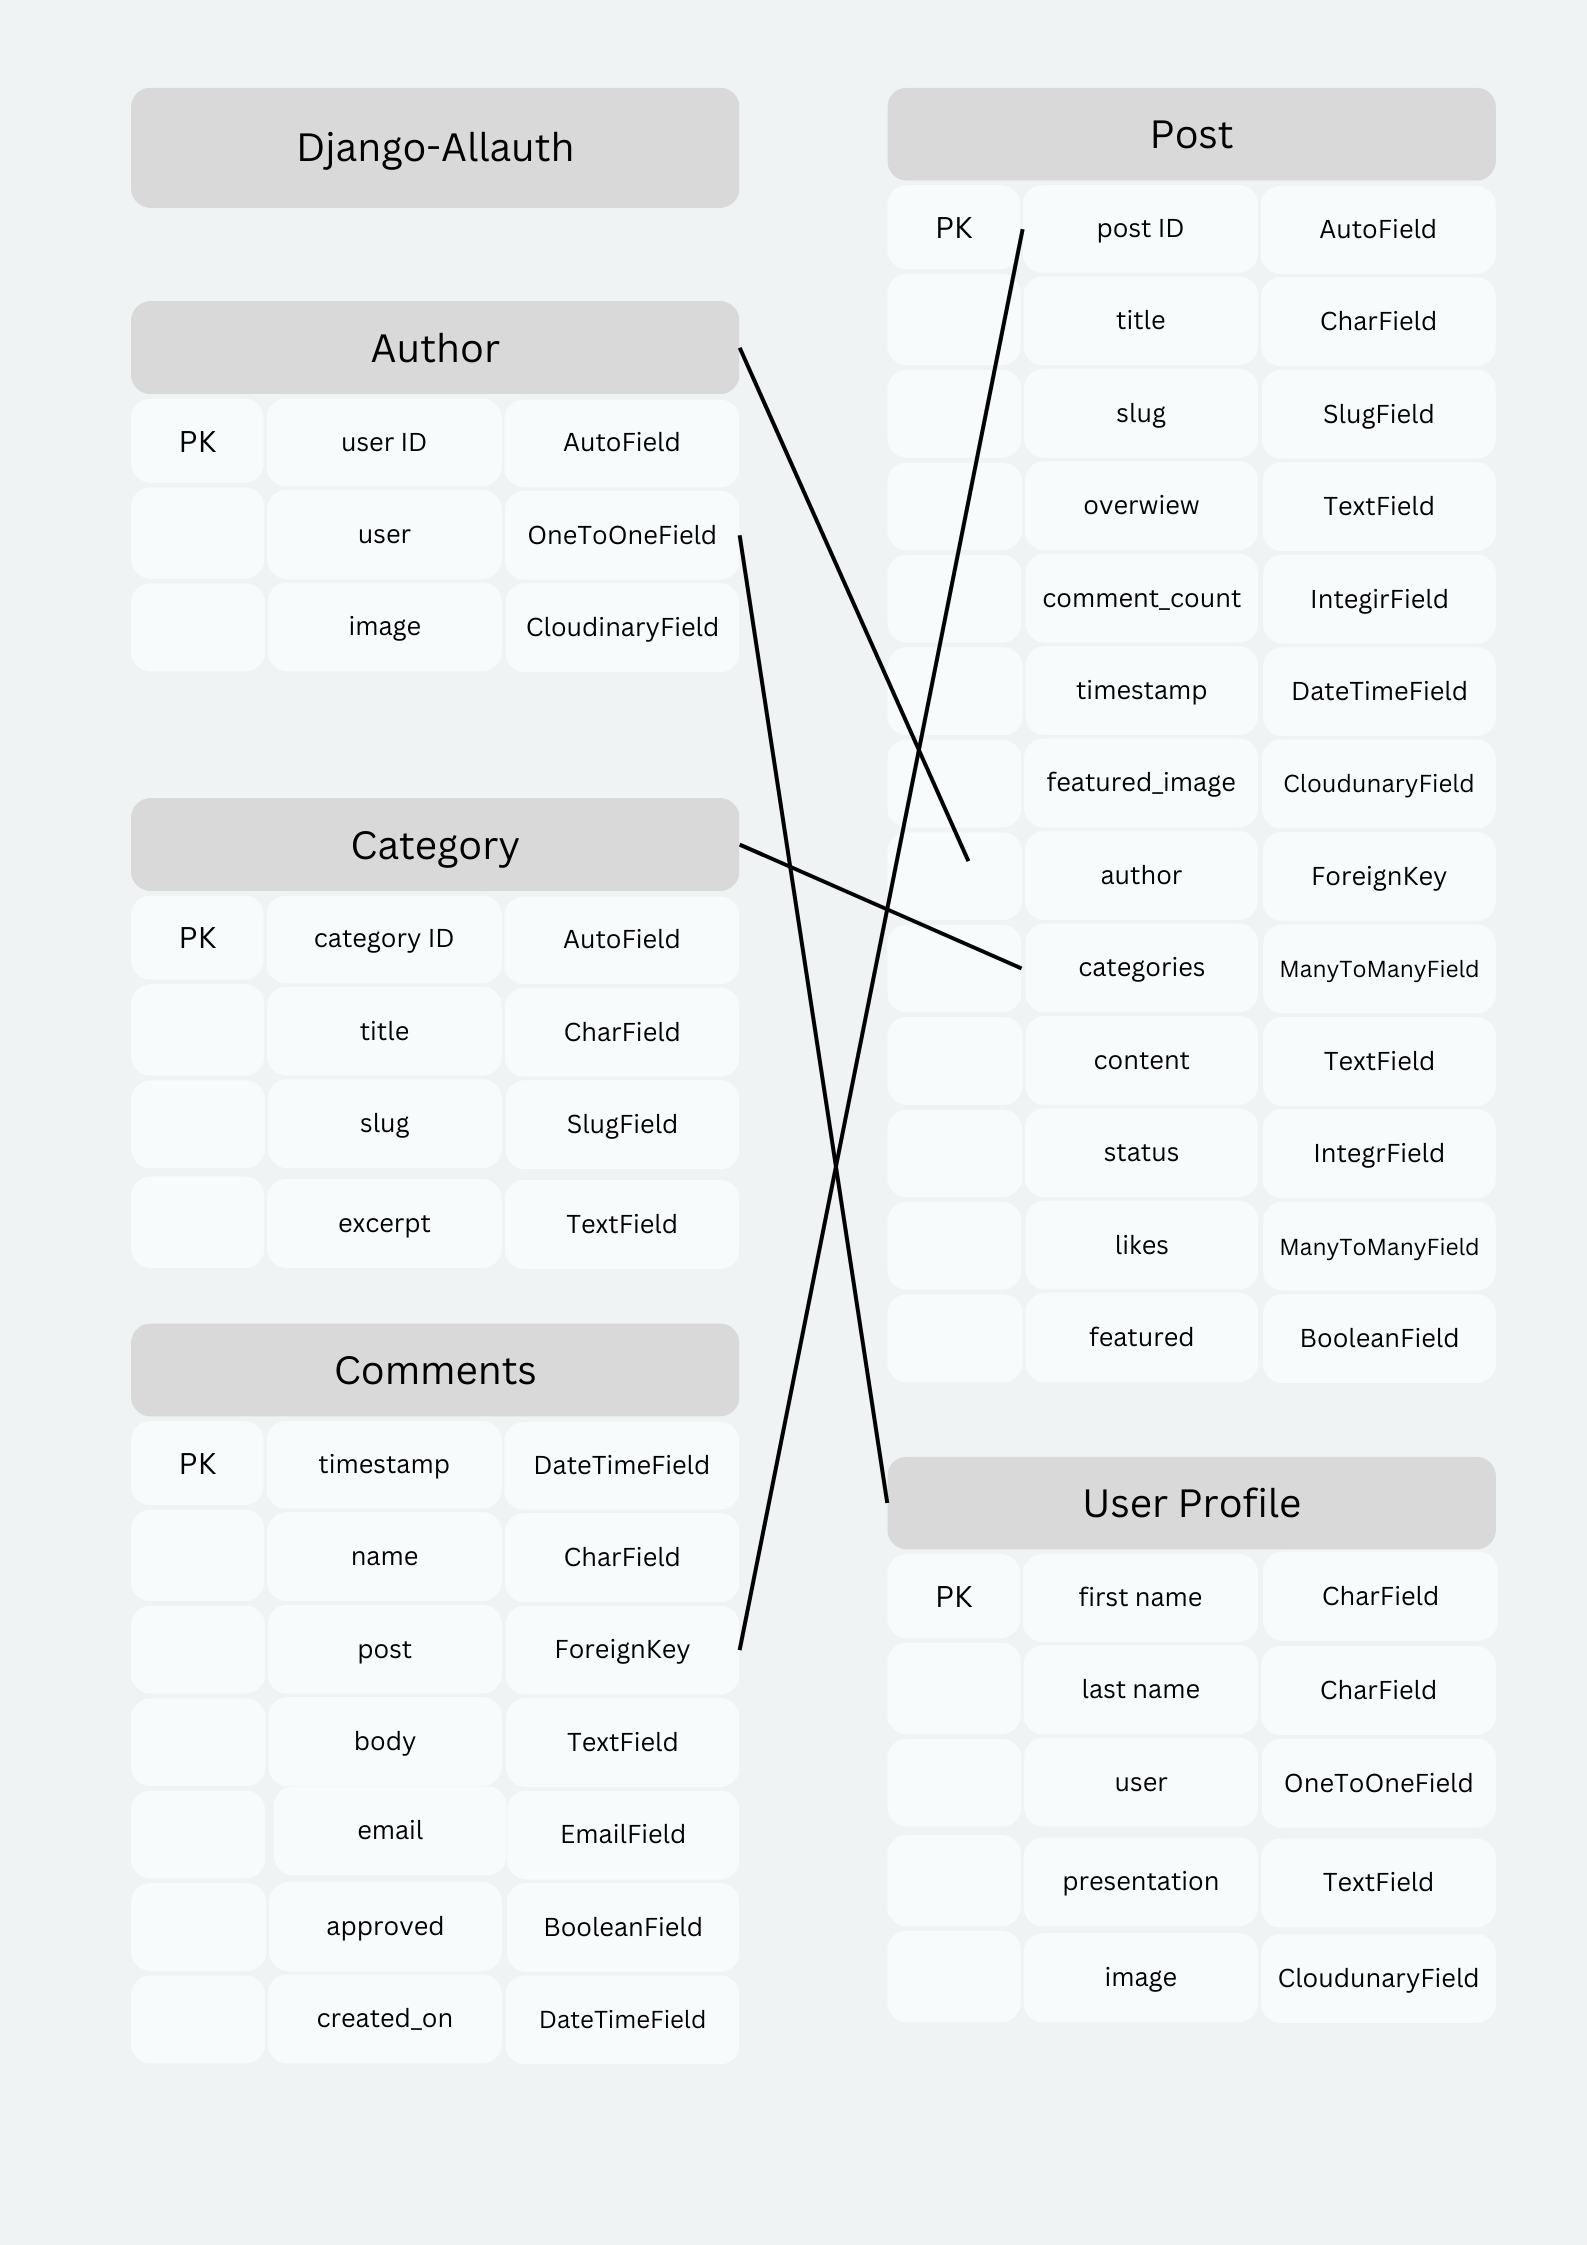 Django-Allauth
Author
PK user ID AutoField
user OneToOneField
image CloudinaryField
Category
PK category ID AutoField
title CharField
slug SlugField
excerpt TextField
Comments
PK timestamp DateTimeField
name CharField
post ForeignKey
body TextField
email EmailField
approved BooleanField
created_on DateTimeField
Post
PK post ID AutoField
title CharField
slug SlugField
overwiew TextField
comment_count IntegirField
timestamp DateTimeField
featured_image CloudunaryField
author ForeignKey
categories ManyToManyField
content TextField
status IntegrField
likes ManyToManyField
featured BooleanField
User Profile
PK first name CharField
last name CharField
user OneToOneField
presentation TextField
image CloudunaryField